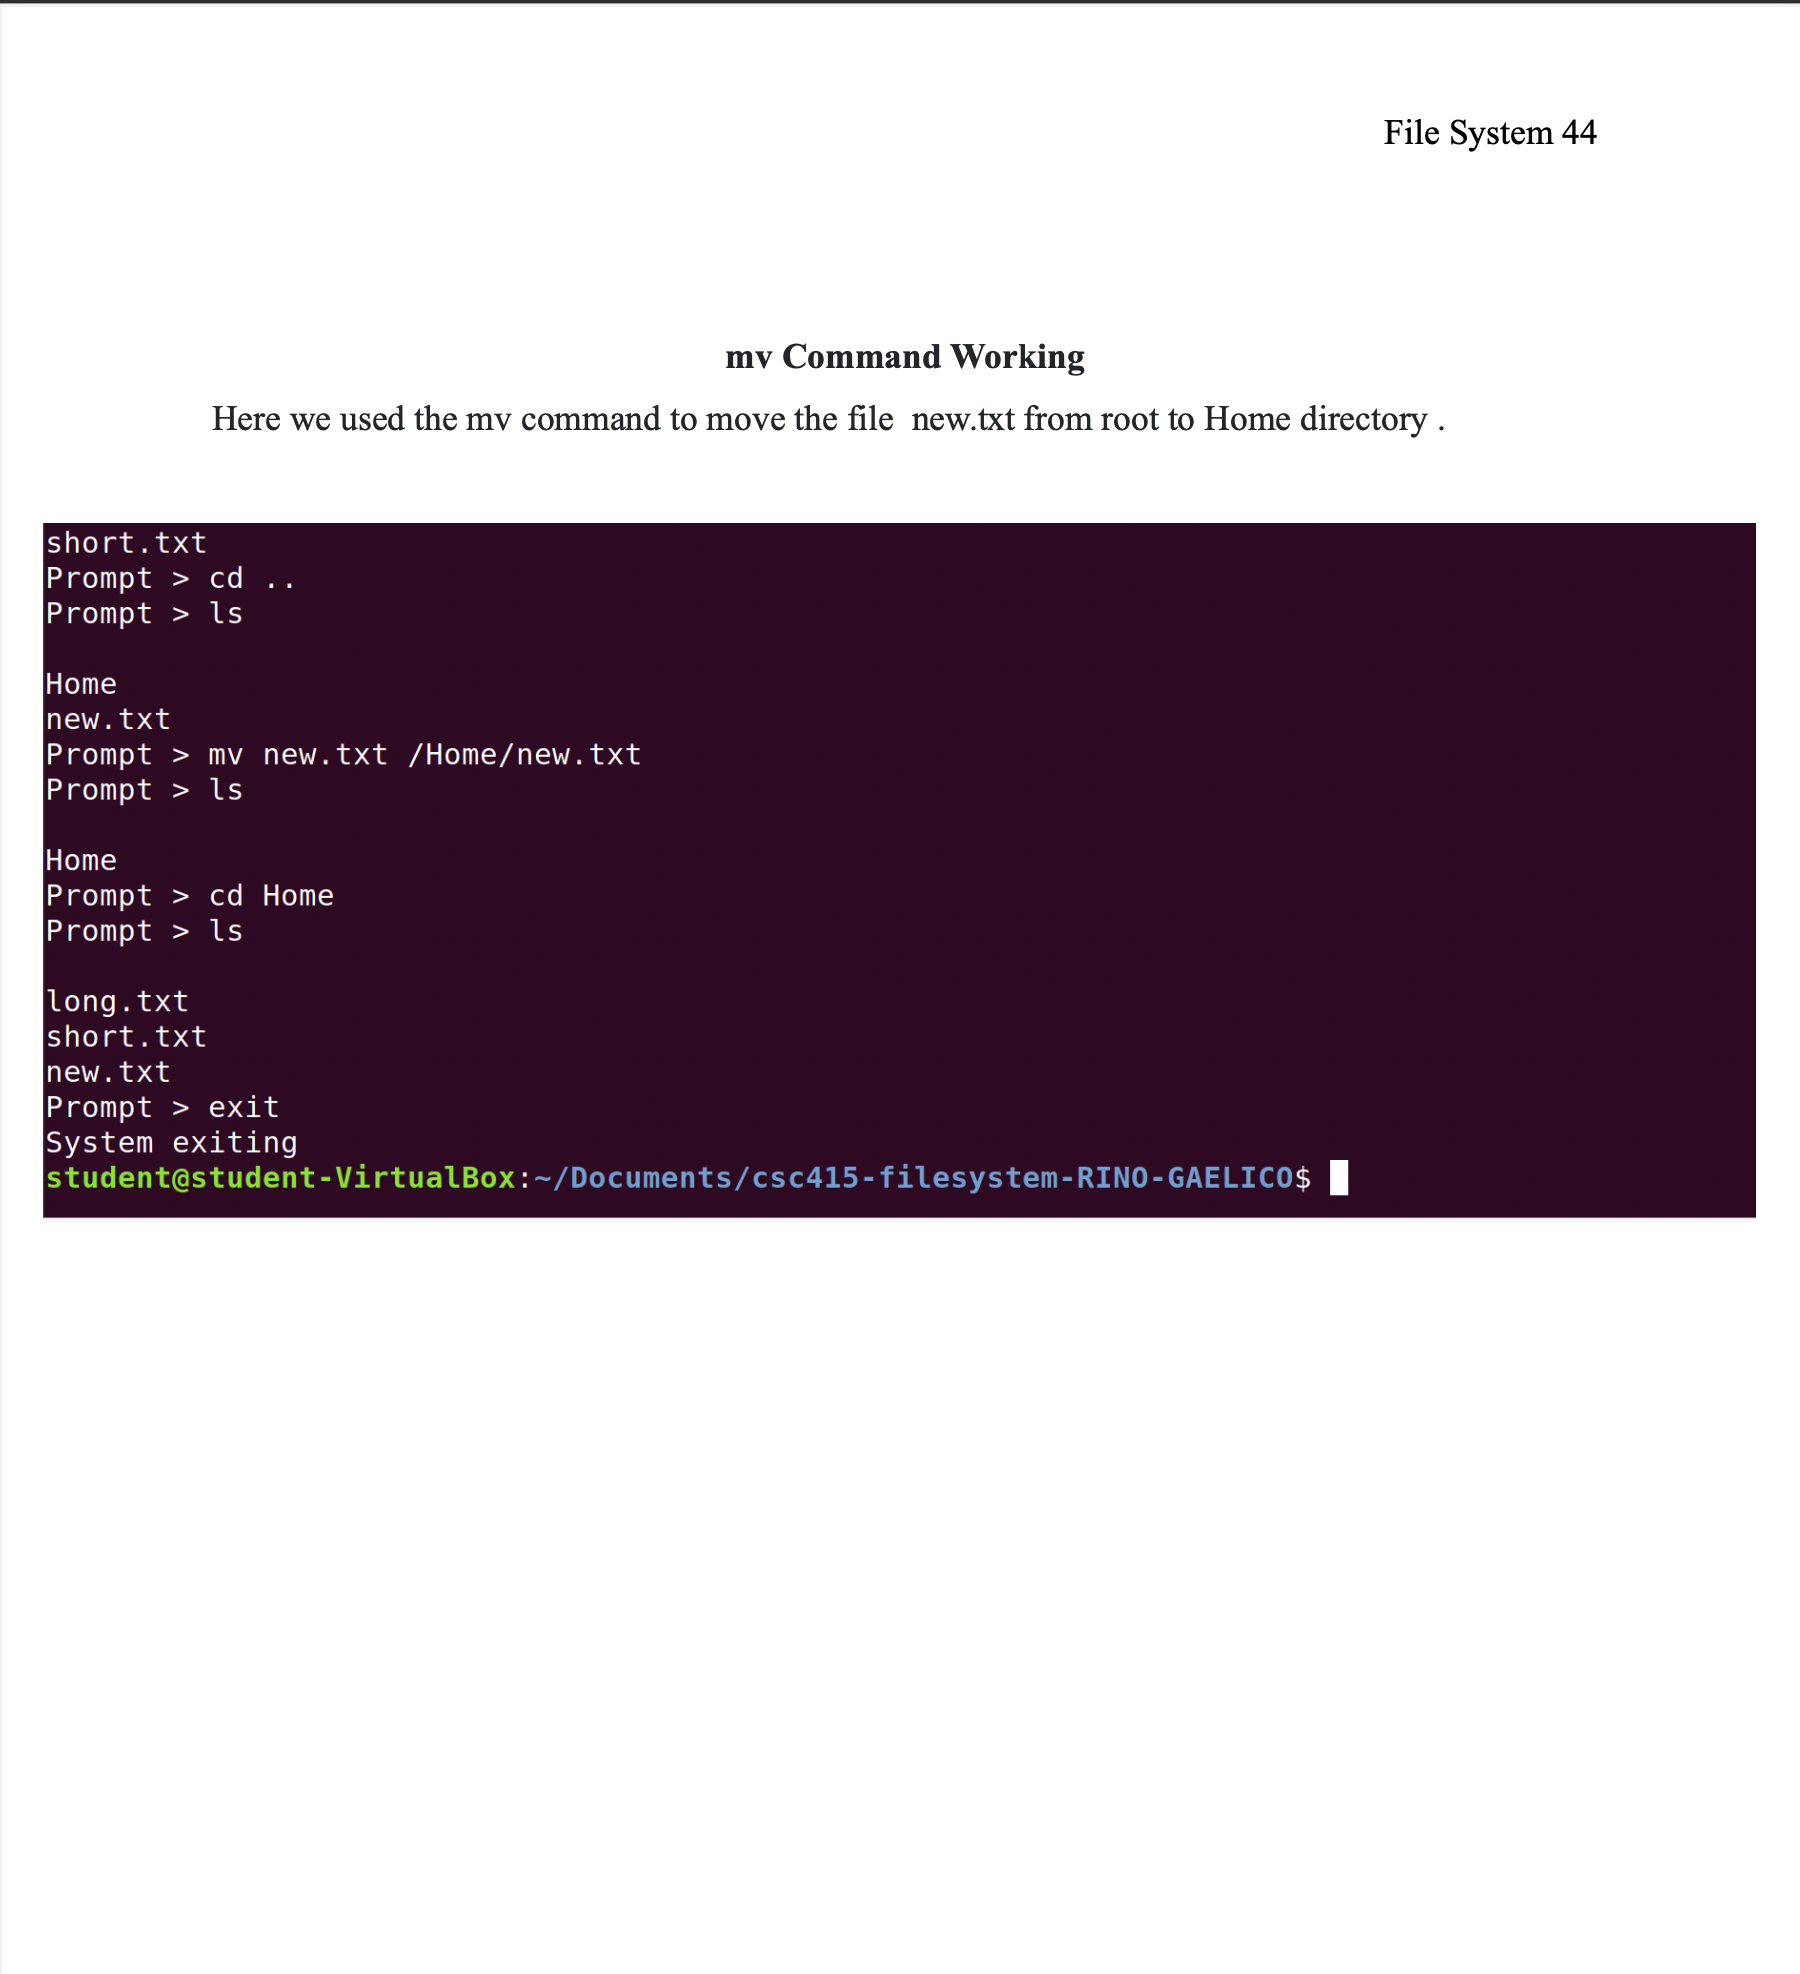 File System 44
mv Command Working
Here we used the mv command to move the file  new.txt from root to Home directory .
short.txt
Prompt > cd ..
Prompt > ls
Home
new.txt
Prompt > mv new.txt /Home/new.txt
Prompt > ls
Home
Prompt > cd Home
Prompt > ls
long.txt
short.txt
new.txt
Prompt > exit
System exiting
student@student-VirtualBox:~/Documents/csc415-filesystem-RINO-GAELICO$